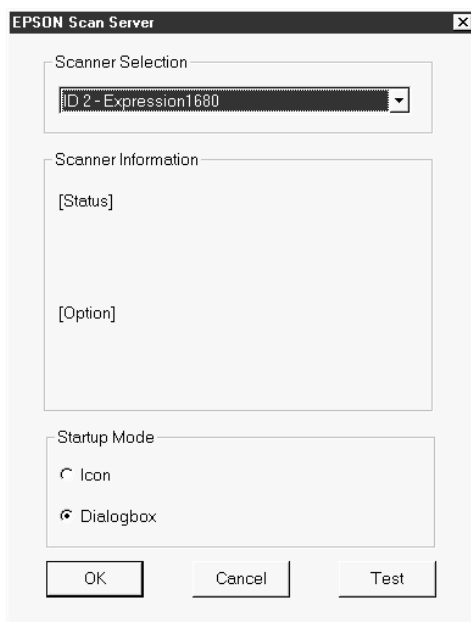 EPSON Scan Server
Scanner Selection
ID 2 - Expression1680
Scanner Information
[Status]
[Option]
Startup Mode
Icon
Dialogbox
OK Cancel Test